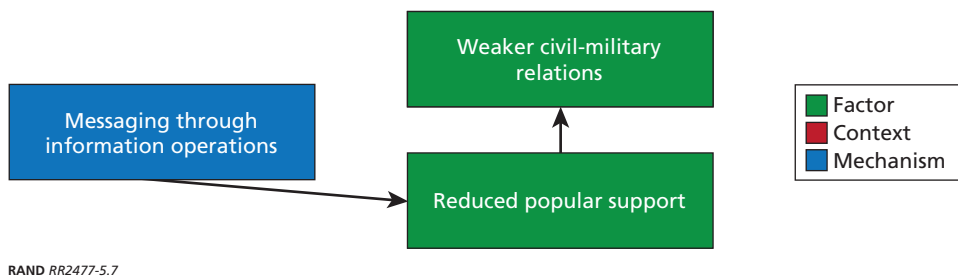 Weaker civil-military
relations
Messaging through
information operations
Reduced popular support
Factor
Context
Mechanism
RAND RR2477-5.7